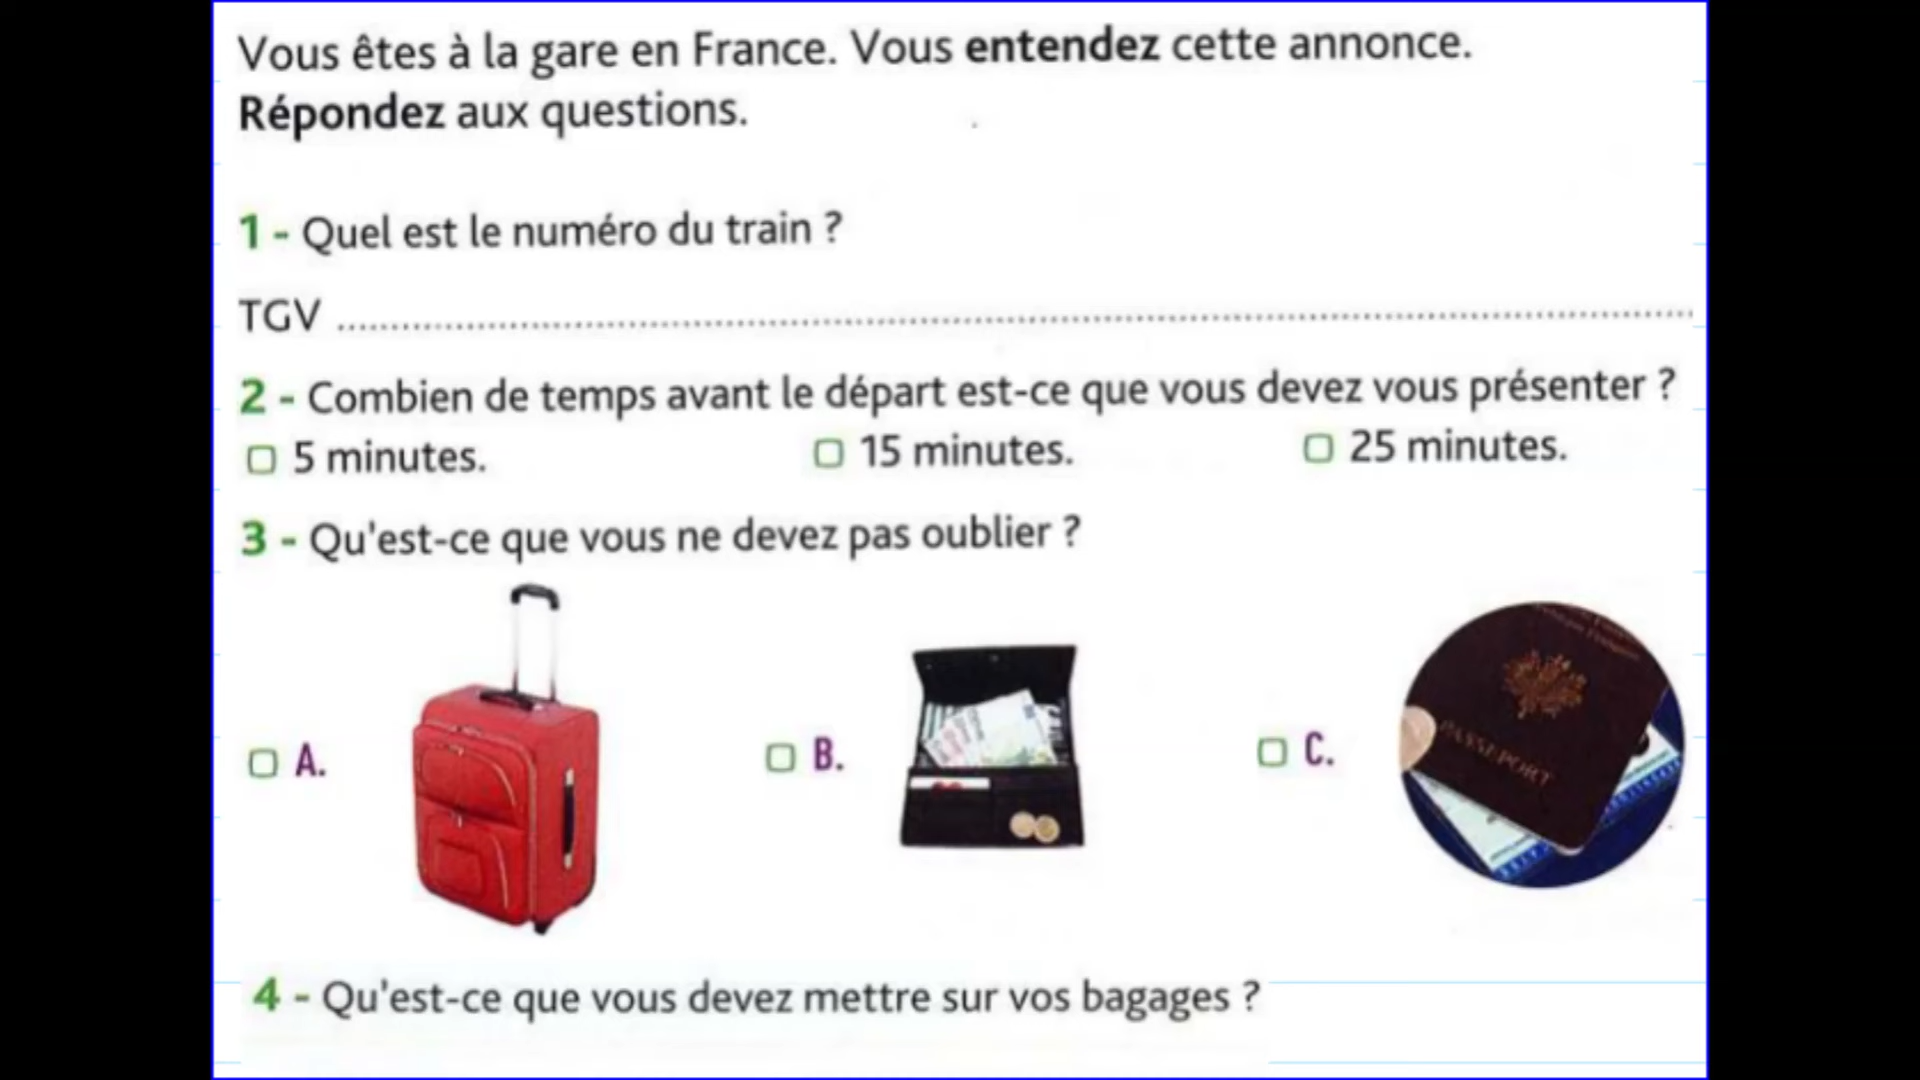 Vous êtes à la gare en France. Vous entendez cette annonce.
Répondez aux questions.
1 - Quel est le numéro du train ?
TGV ................................................................
2 - Combien de temps avant le départ est-ce que vous devez vous présenter ?
5 minutes. 15 minutes. 25 minutes.
3 - Qu'est-ce que vous ne devez pas oublier ?
A. B. C.
PASSEPORT
4 - Qu'est-ce que vous devez mettre sur vos bagages ?